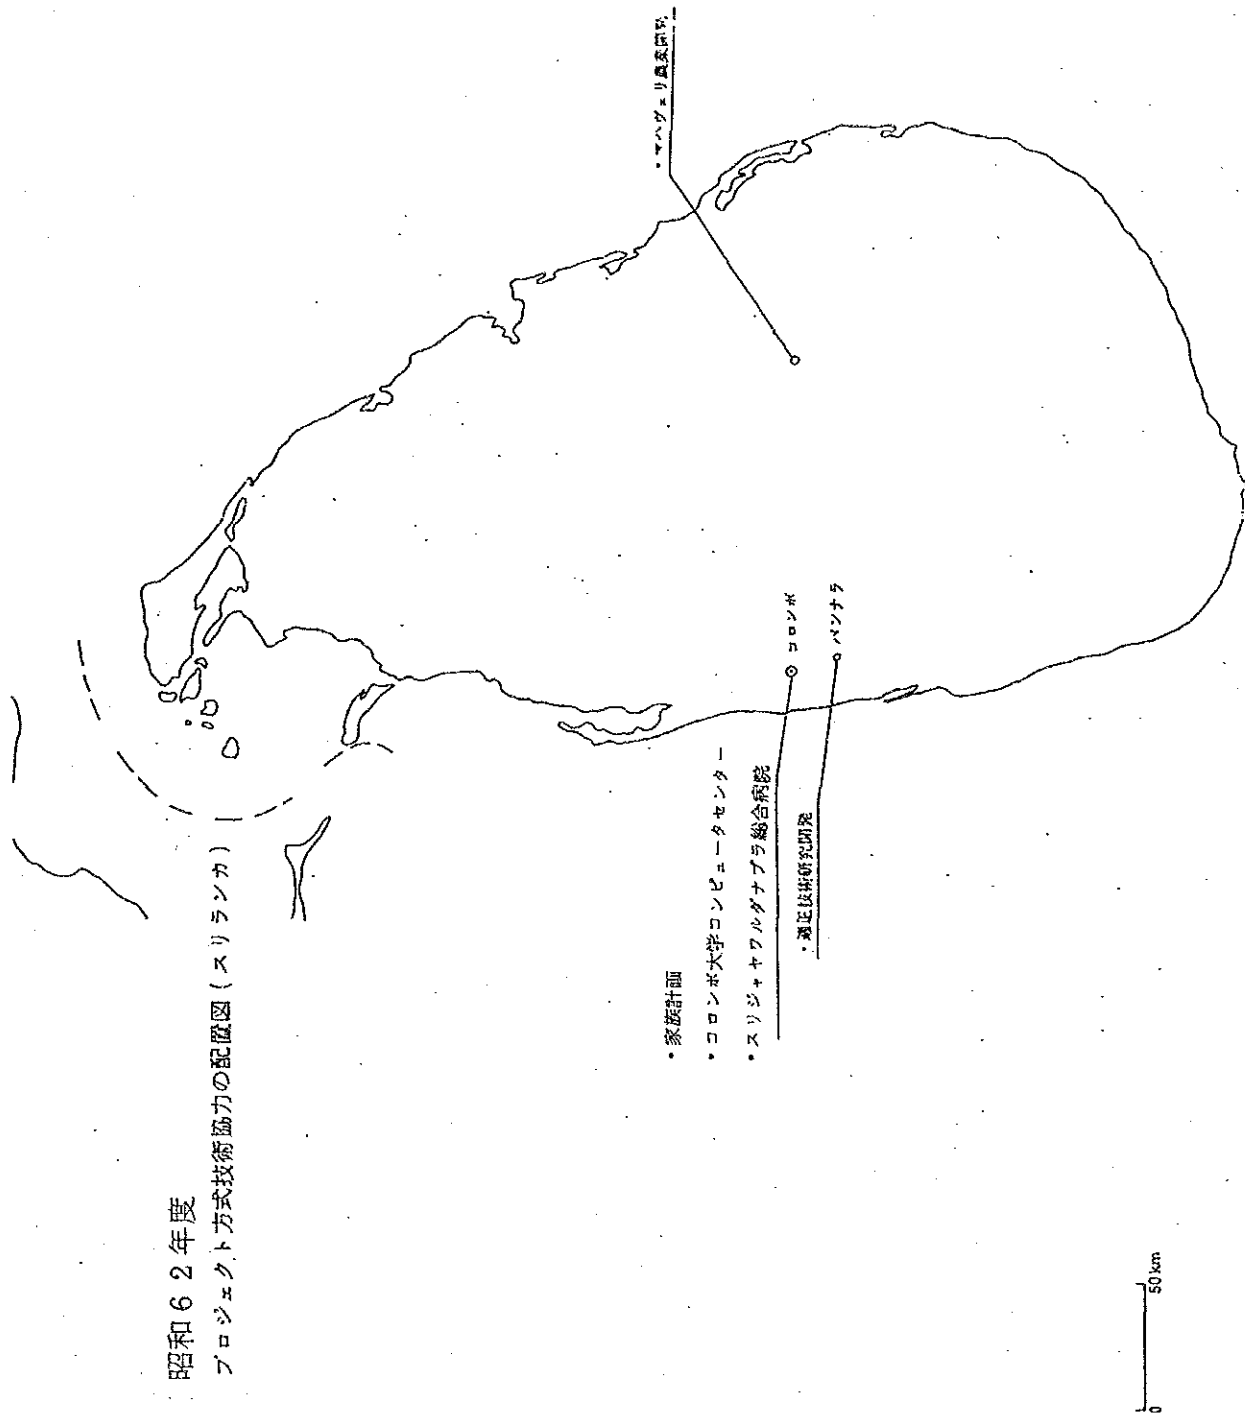 昭和62年度
プロジェクト方式技術協力の配置図(スリランカ)
・マハヴェリ農業開発
・家族計画
・コロンボ大学コンピュータセンター
・スリジャヤワルダナプラ総合病院
コロンボ
・適正技術研究開発
パンナラ
0 50km